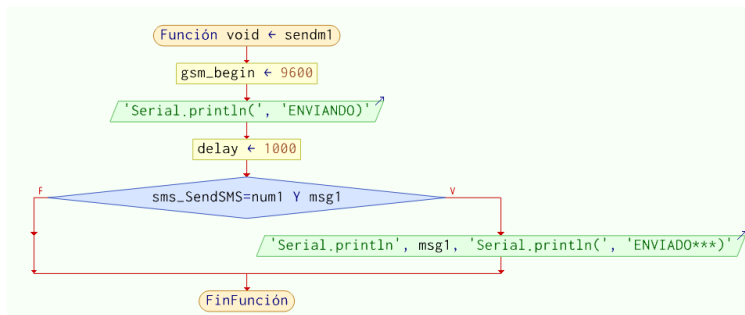 Función void ← sendm1
gsm_begin ← 9600
'Serial.println(', 'ENVIANDO)'
delay ← 1000
F
sms_SendSMS=num1 Y msg1
V
'Serial.println', msg1, 'Serial.println(', 'ENVIADO***)'
FinFunción